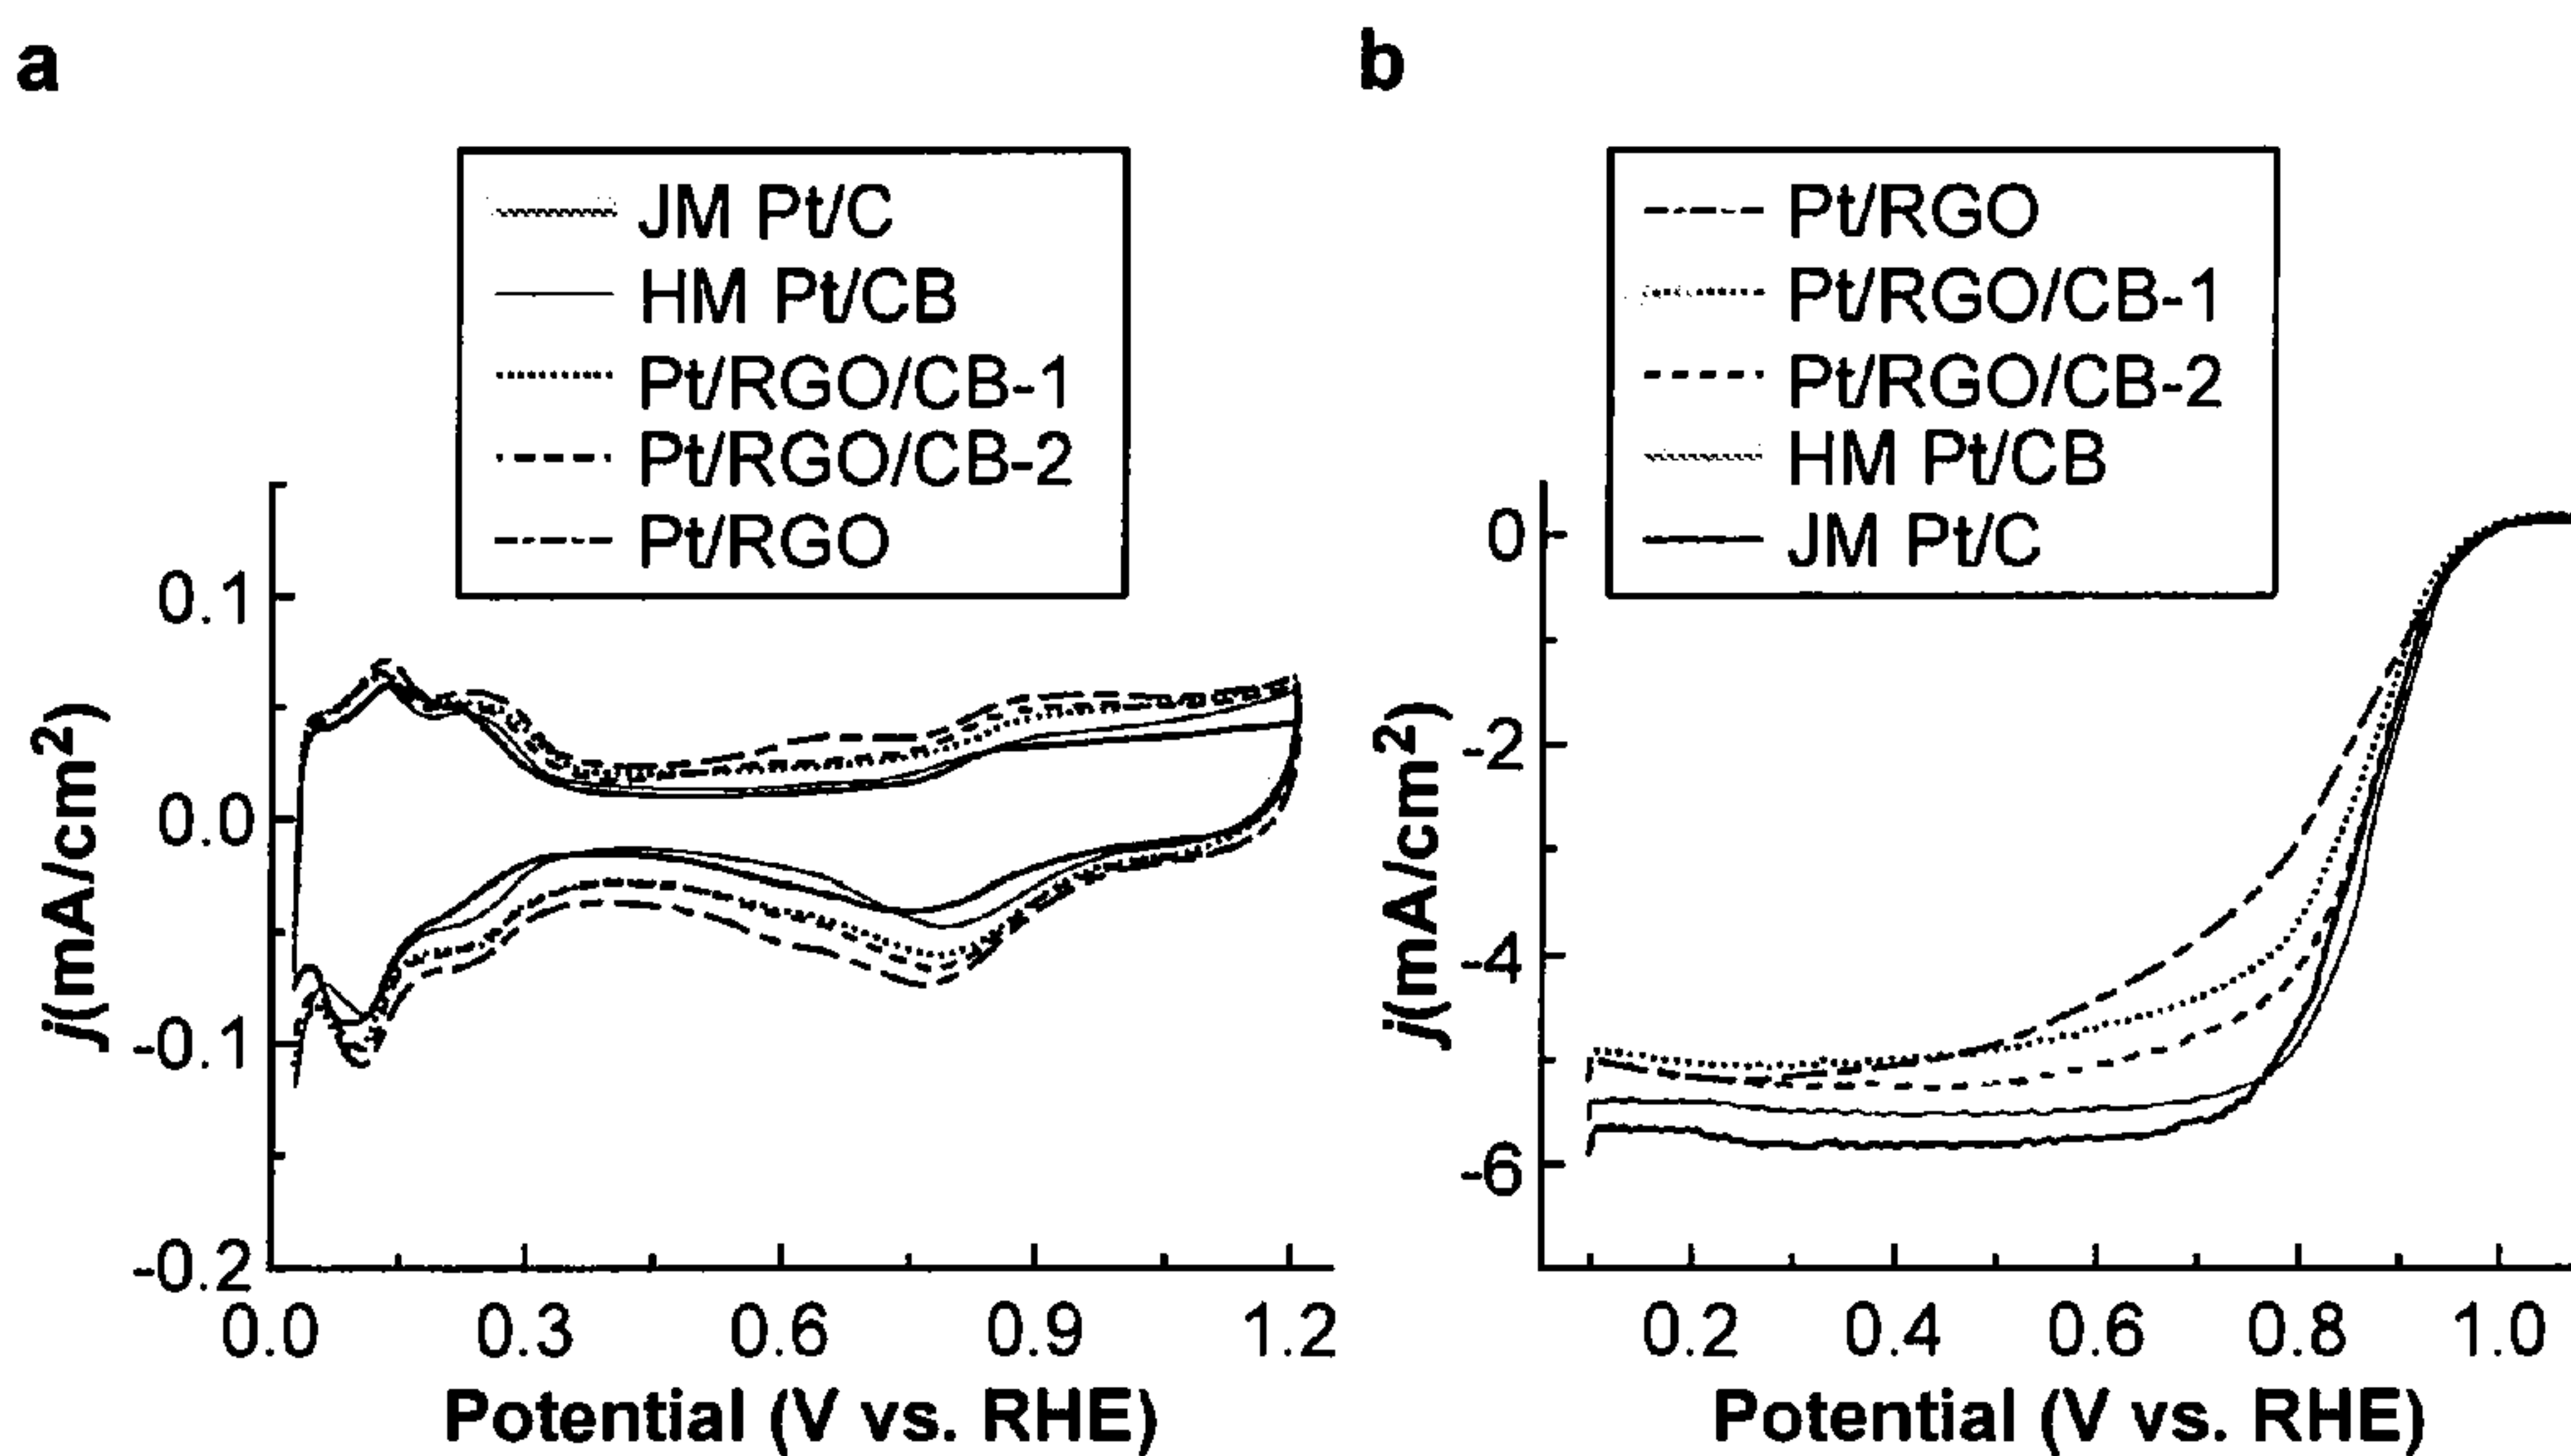 a
JM Pt/C
HM Pt/CB
Pt/RGO/CB-1
Pt/RGO/CB-2
Pt/RGO
0.1
0.0
-0.1
-0.2
j(mA/cm²)
0.0 0.3 0.6 0.9 1.2
Potential (V vs. RHE)
b
Pt/RGO
Pt/RGO/CB-1
Pt/RGO/CB-2
HM Pt/CB
JM Pt/C
0
-2
-4
-6
j(mA/cm²)
0.2 0.4 0.6 0.8 1.0
Potential (V vs. RHE)